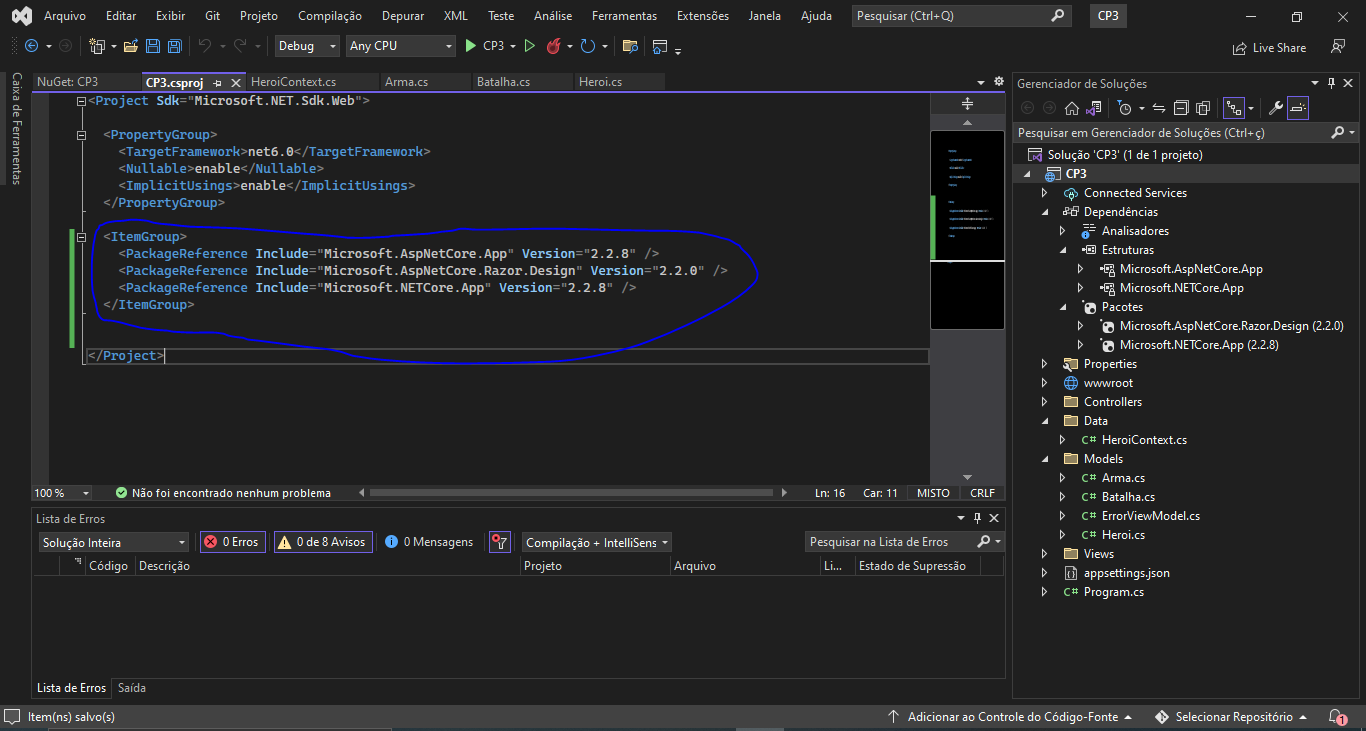 Arquivo Editar Exibir Git Projeto Compilação Depurar XML Teste Análise Ferramentas Extensões Janela Ajuda Pesquisar (Ctrl+Q) CP3
Debug Any CPU CP3 Live Share
Caixa de Ferramentas
NuGet: CP3 CP3.csproj HeroiContext.cs Arma.cs Batalha.cs Heroi.cs
<Project Sdk="Microsoft.NET.Sdk.Web">
<PropertyGroup>
<TargetFramework>net6.0</TargetFramework>
<Nullable>enable</Nullable>
<ImplicitUsings>enable</ImplicitUsings>
</PropertyGroup>
<ItemGroup>
<PackageReference Include="Microsoft.AspNetCore.App" Version="2.2.8" />
<PackageReference Include="Microsoft.AspNetCore.Razor.Design" Version="2.2.0" />
<PackageReference Include="Microsoft.NETCore.App" Version="2.2.8" />
</ItemGroup>
</Project>
100 % Não foi encontrado nenhum problema Ln: 16 Car: 11 MISTO CRLF
Lista de Erros
Solução Inteira 0 Erros 0 de 8 Avisos 0 Mensagens Compilação + IntelliSens Pesquisar na Lista de Erros
Código Descrição Projeto Arquivo Li... Estado de Supressão
Lista de Erros Saída
Gerenciador de Soluções
Pesquisar em Gerenciador de Soluções (Ctrl+ç)
Solução 'CP3' (1 de 1 projeto)
CP3
Connected Services
Dependências
Analisadores
Estruturas
Microsoft.AspNetCore.App
Microsoft.NETCore.App
Pacotes
Microsoft.AspNetCore.Razor.Design (2.2.0)
Microsoft.NETCore.App (2.2.8)
Properties
wwwroot
Controllers
Data
C# HeroiContext.cs
Models
C# Arma.cs
C# Batalha.cs
C# ErrorViewModel.cs
C# Heroi.cs
Views
appsettings.json
C# Program.cs
Item(ns) salvo(s) Adicionar ao Controle do Código-Fonte Selecionar Repositório 1